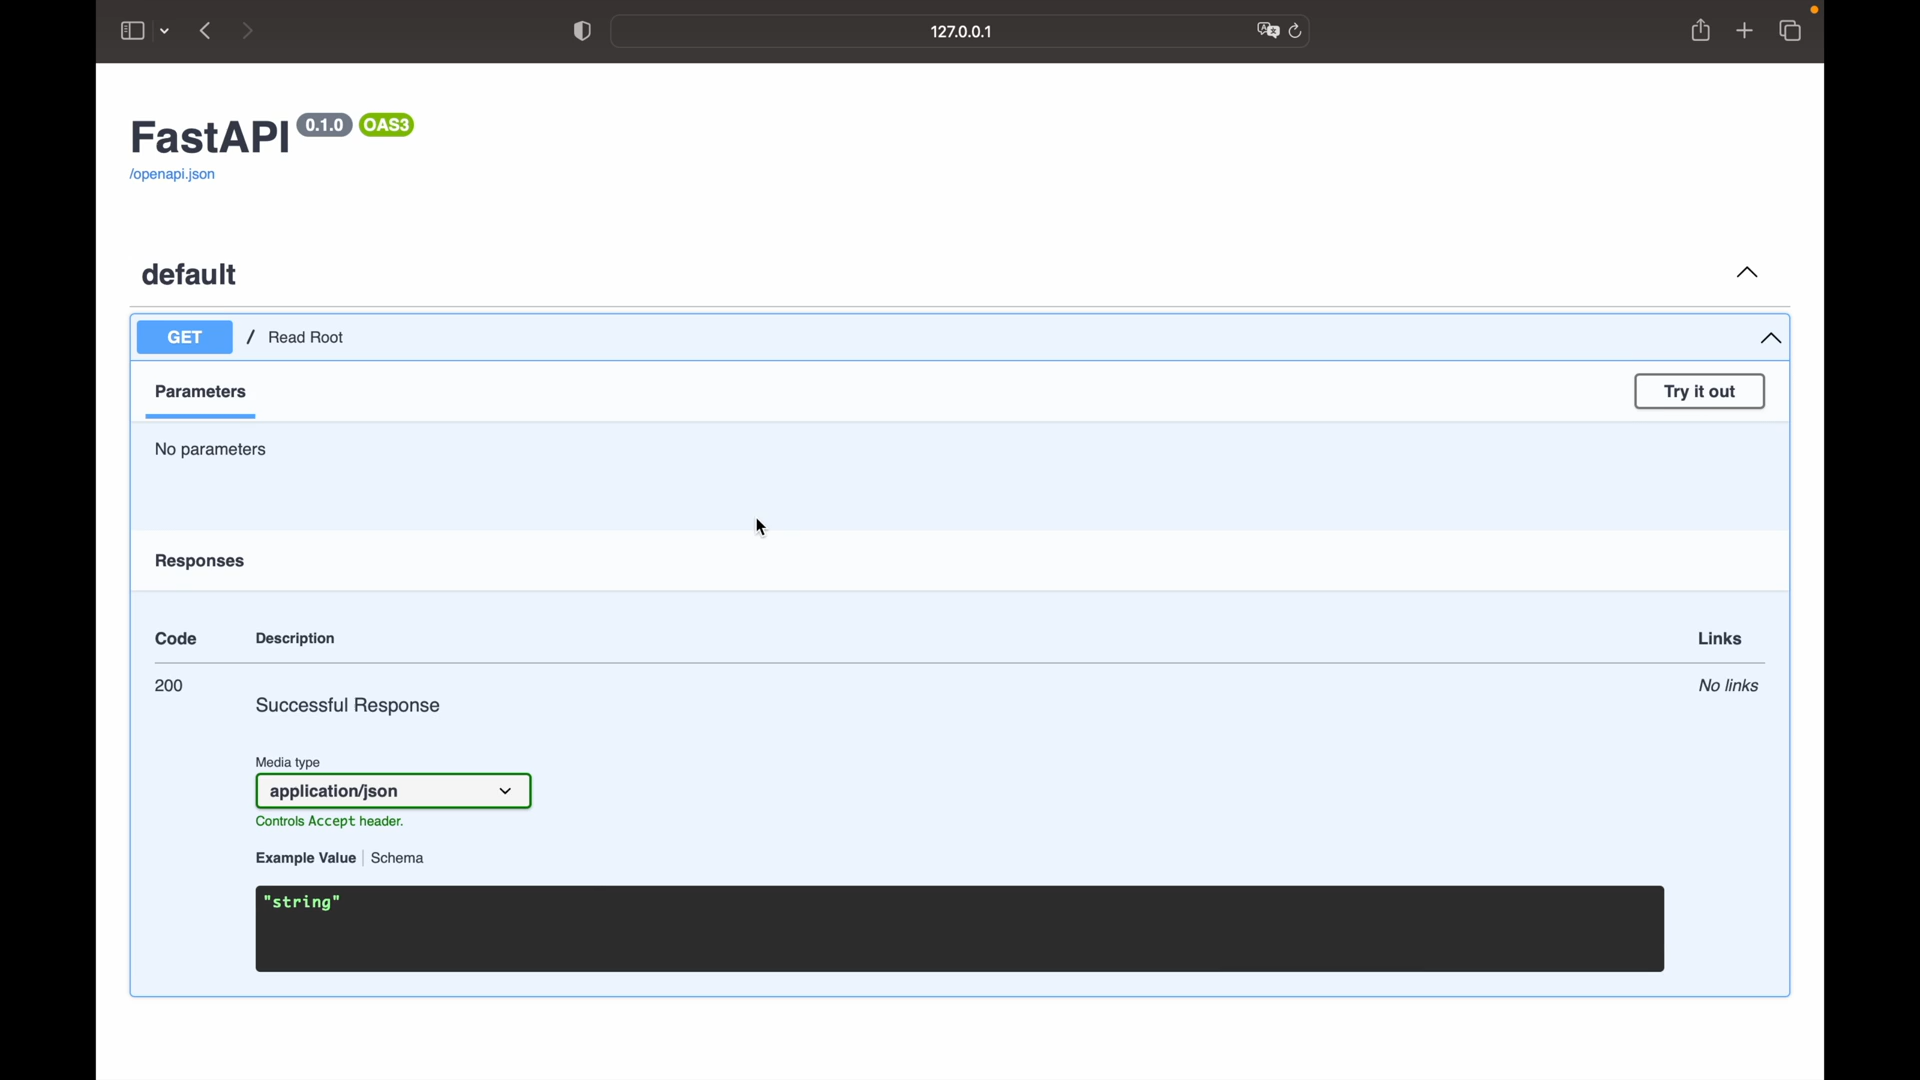 127.0.0.1
FastAPI 0.1.0 OAS3
/openapi.json
default
GET / Read Root
Parameters
Try it out
No parameters
Responses
Code Description Links
200 Successful Response No links
Media type
application/json
Controls Accept header.
Example Value Schema
"string"